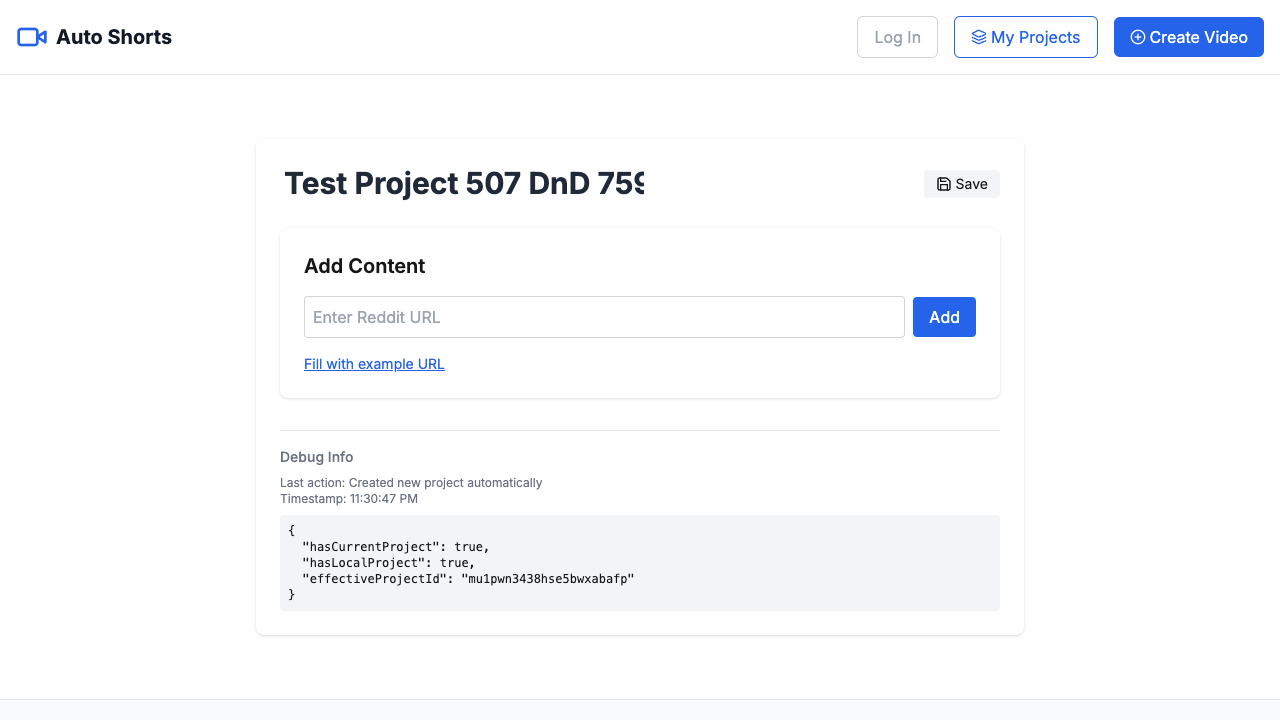 Auto Shorts
Log In
My Projects
Create Video
Test Project 507 DnD 759
Save
Add Content
Enter Reddit URL
Add
Fill with example URL
Debug Info
Last action: Created new project automatically
Timestamp: 11:30:47 PM
{
  "hasCurrentProject": true,
  "hasLocalProject": true,
  "effectiveProjectId": "mu1pwn3438hse5bwxabafp"
}